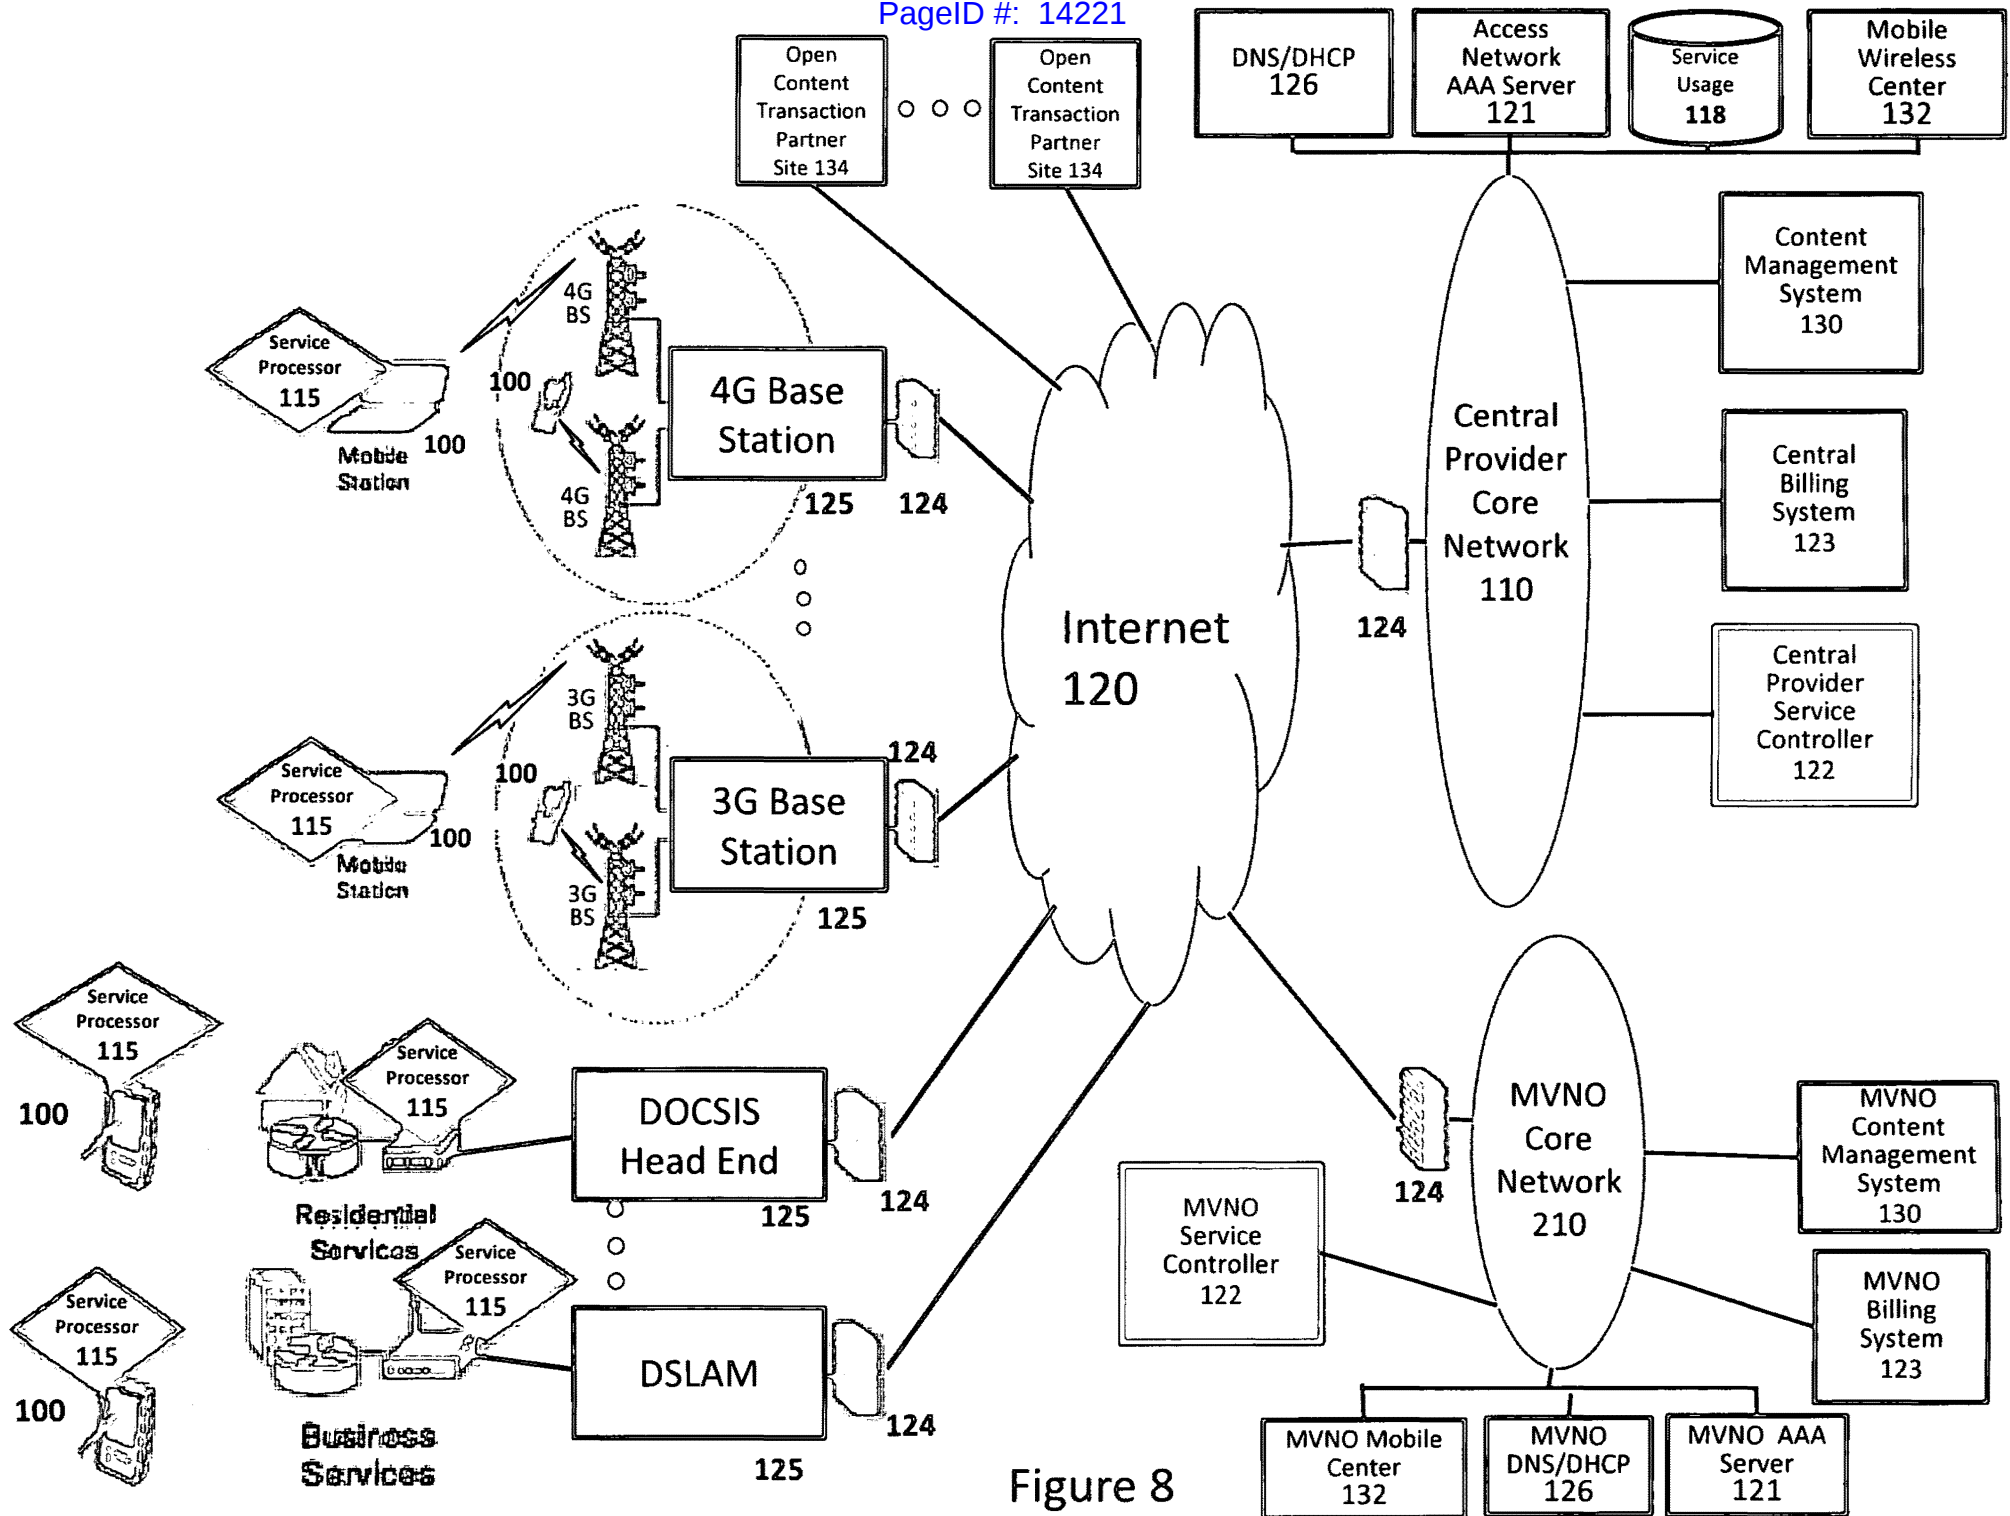 PageID #: 14221
Open
Content
Transaction
Partner
Site 134
Open
Content
Transaction
Partner
Site 134
DNS/DHCP
126
Access
Network
AAA Server
121
Service
Usage
118
Mobile
Wireless
Center
132
Content
Management
System
130
Central
Billing
System
123
Central
Provider
Service
Controller
122
Central
Provider
Core
Network
110
124
Internet
120
Service
Processor
115
100
Mobile
Station
4G
BS
100
4G
BS
4G Base
Station
125
124
Service
Processor
115
100
Mobile
Station
3G
BS
100
3G
BS
3G Base
Station
125
124
Service
Processor
115
100
Service
Processor
115
Residential
Services
DOCSIS
Head End
125
124
Service
Processor
115
100
Service
Processor
115
Business
Services
DSLAM
125
124
MVNO
Core
Network
210
124
MVNO
Service
Controller
122
MVNO
Content
Management
System
130
MVNO
Billing
System
123
MVNO Mobile
Center
132
MVNO
DNS/DHCP
126
MVNO AAA
Server
121
Figure 8